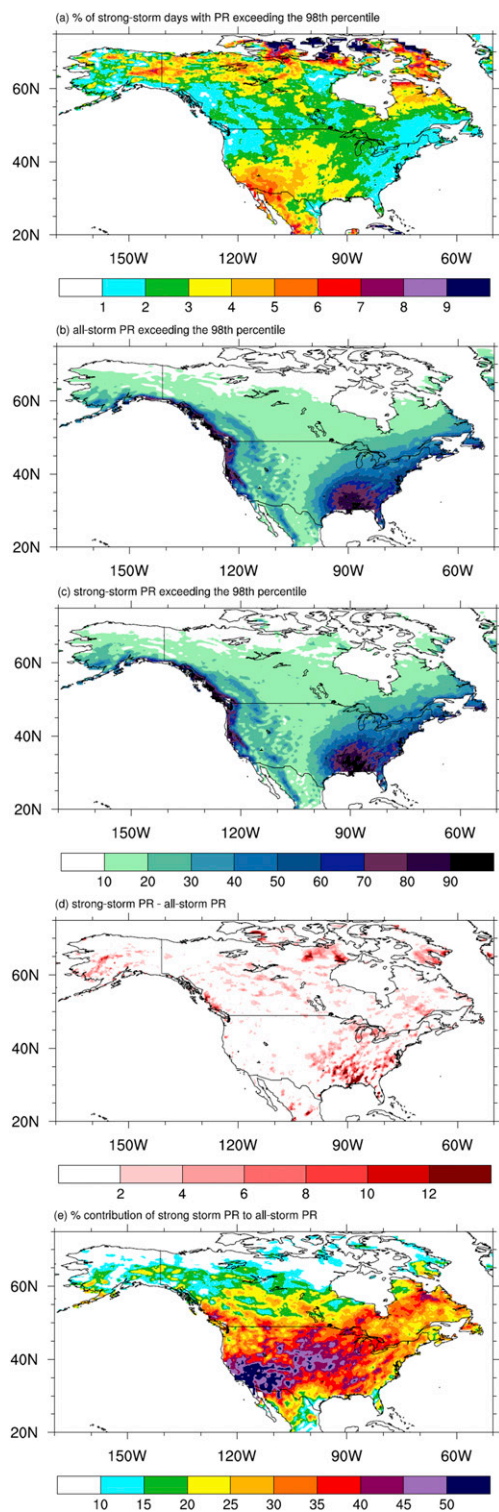 (a) % of strong-storm days with PR exceeding the 98th percentile
60N
40N
20N
150W 120W 90W 60W
1 2 3 4 5 6 7 8 9
(b) all-storm PR exceeding the 98th percentile
60N
40N
20N
150W 120W 90W 60W
(c) strong-storm PR exceeding the 98th percentile
60N
40N
20N
150W 120W 90W 60W
10 20 30 40 50 60 70 80 90
(d) strong-storm PR - all-storm PR
60N
40N
20N
150W 120W 90W 60W
2 4 6 8 10 12
(e) % contribution of strong storm PR to all-storm PR
60N
40N
20N
150W 120W 90W 60W
10 15 20 25 30 35 40 45 50